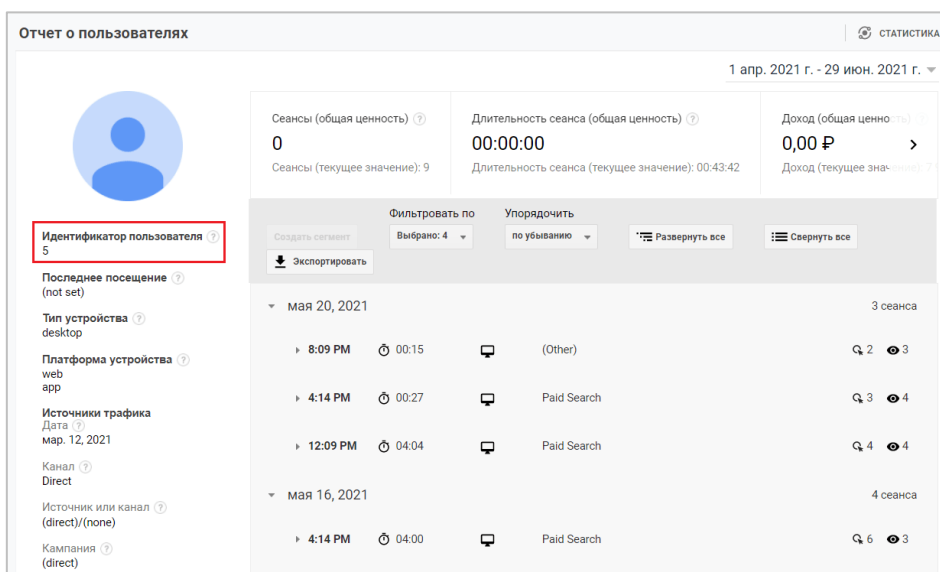 Отчет о пользователях
СТАТИСТИКА
1 апр. 2021 г. - 29 июн. 2021 г.
Сеансы (общая ценность) ?
0
Сеансы (текущее значение): 9
Длительность сеанса (общая ценность) ?
00:00:00
Длительность сеанса (текущее значение): 00:43:42
Доход (общая ценно
0,00 ₽
Доход (текущее знач
Идентификатор пользователя ?
5
Последнее посещение ?
(not set)
Тип устройства ?
desktop
Платформа устройства ?
web
app
Источники трафика
Дата ?
мар. 12, 2021
Канал ?
Direct
Источник или канал ?
(direct)/(none)
Кампания ?
(direct)
Фильтровать по
Упорядочить
Создать сегмент
Выбрано: 4
по убыванию
Развернуть все
Свернуть все
Экспортировать
мая 20, 2021 3 сеанса
8:09 PM 00:15 (Other) 2 3
4:14 PM 00:27 Paid Search 3 4
12:09 PM 04:04 Paid Search 4 4
мая 16, 2021 4 сеанса
4:14 PM 04:00 Paid Search 6 3